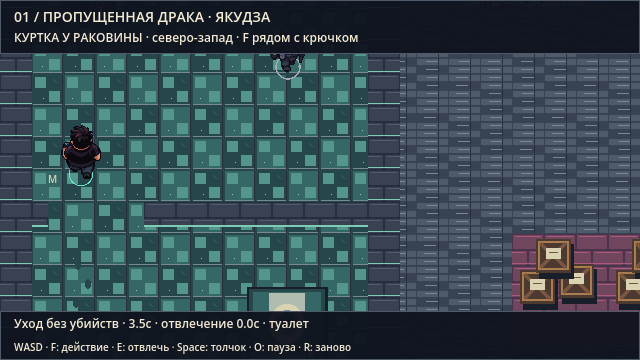 01 / ПРОПУЩЕННАЯ ДРАКА · ЯКУДЗА
КУРТКА У РАКОВИНЫ · северо-запад · F рядом с крючком
М
Уход без убийств · 3.5с · отвлечение 0.0с · туалет
WASD · F: действие · E: отвлечь · Space: толчок · O: пауза · R: заново